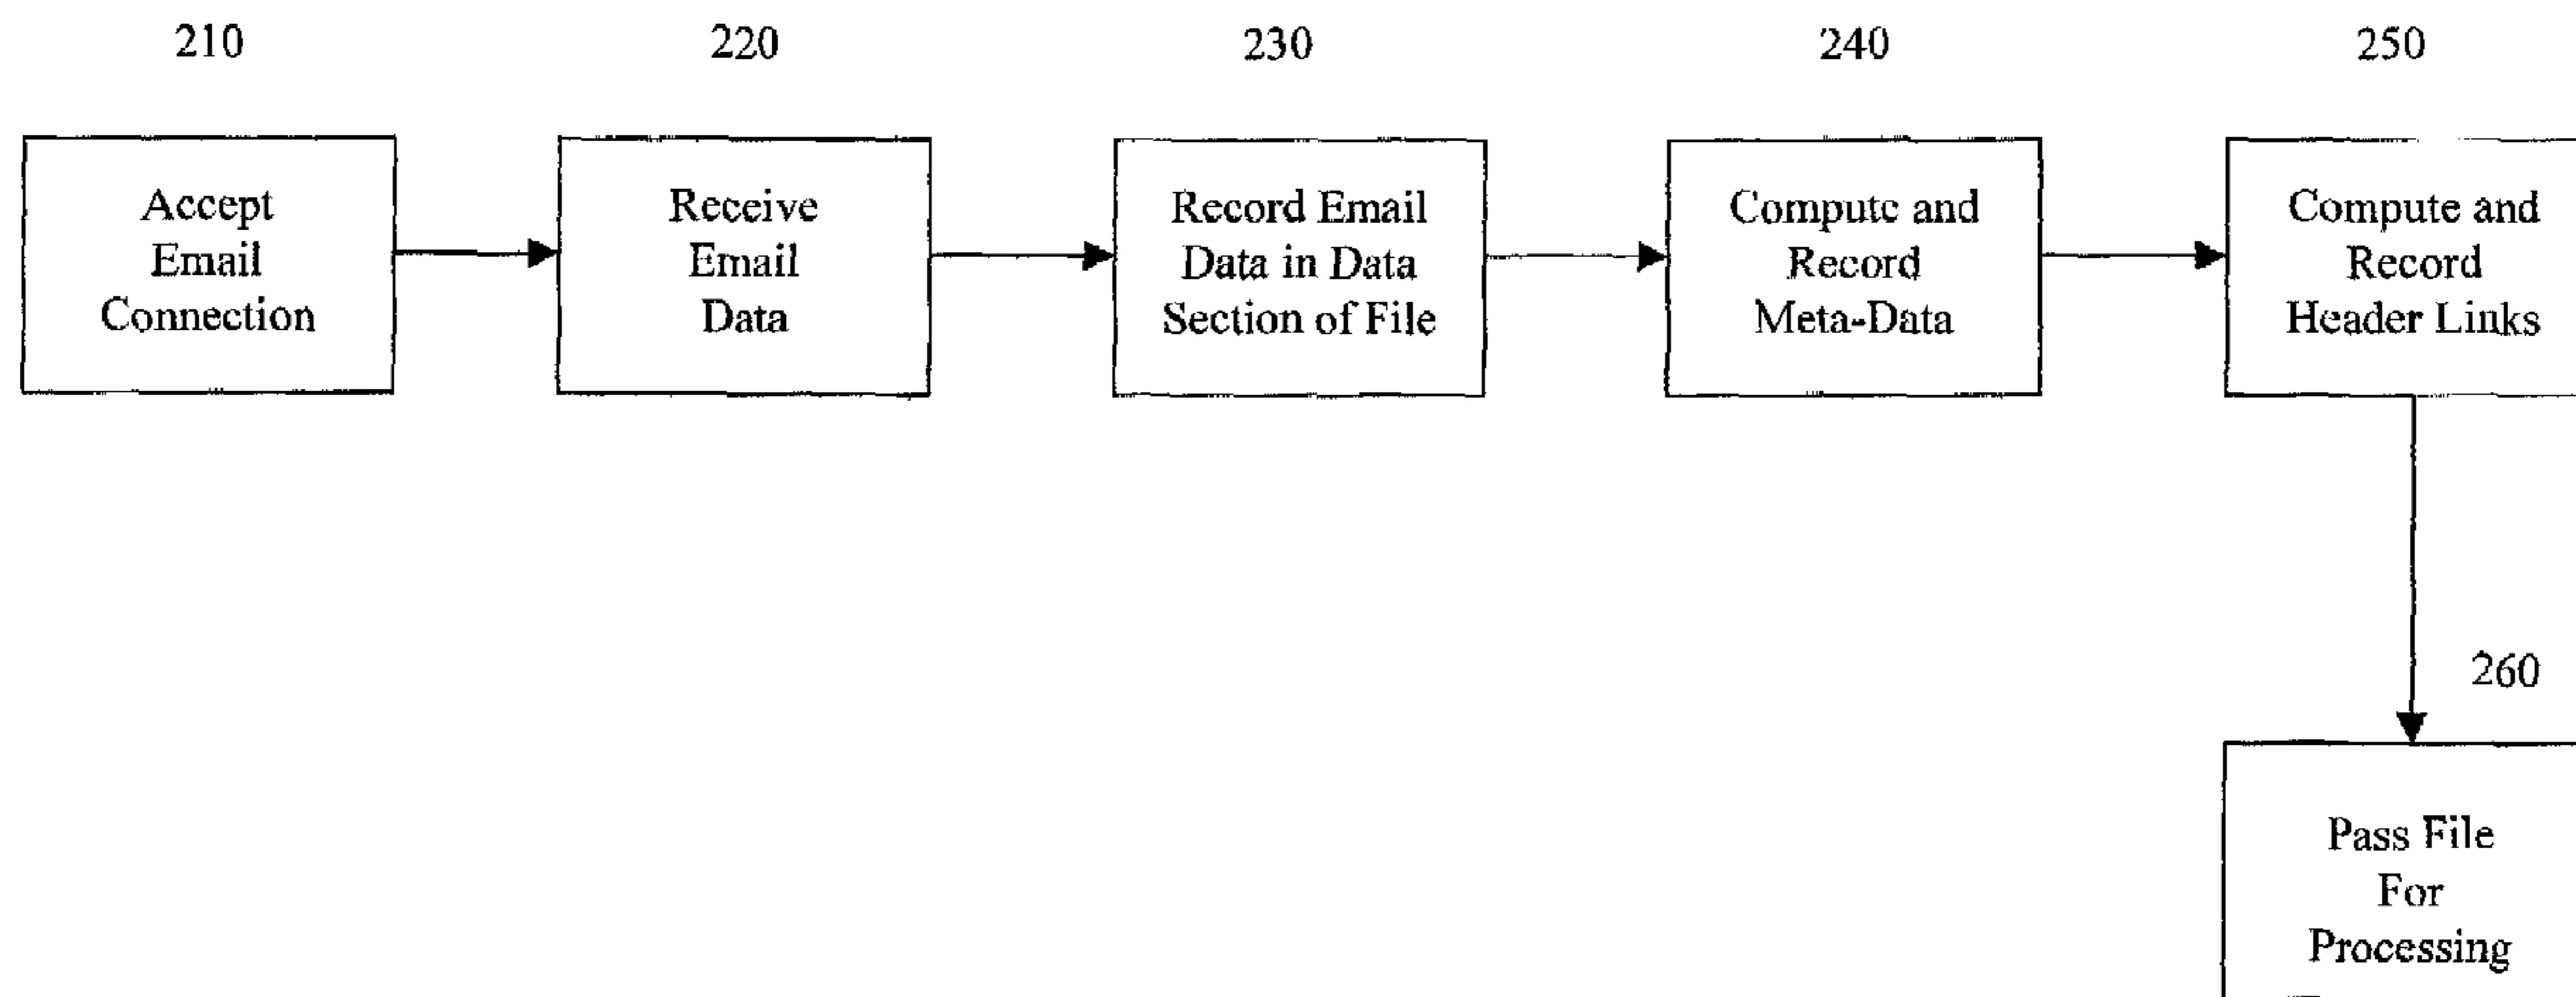 210
220
230
240
250
Accept
Email
Connection
Receive
Email
Data
Record Email
Data in Data
Section of File
Compute and
Record
Meta-Data
Compute and
Record
Header Links
260
Pass File
For
Processing